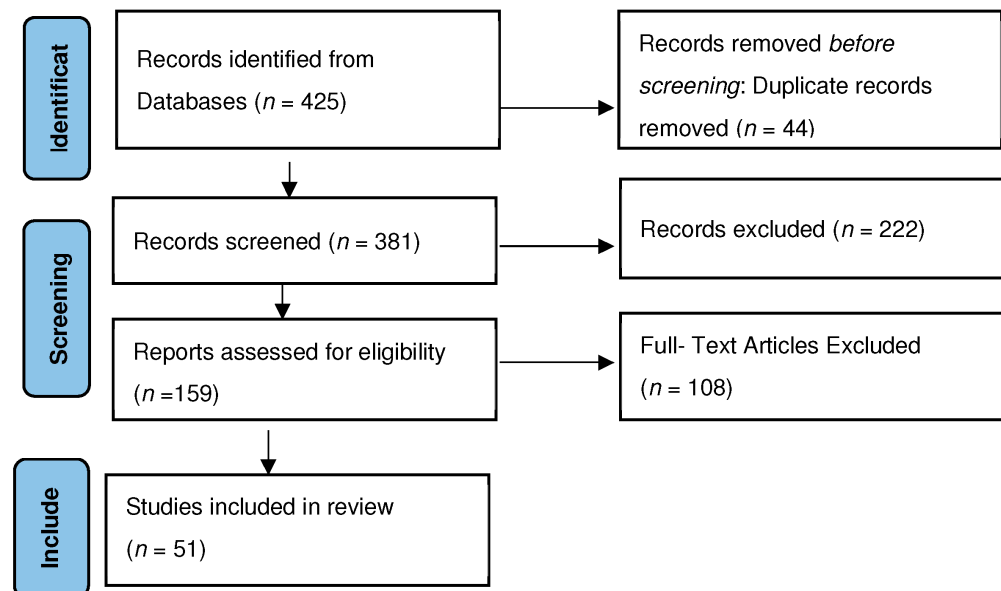 Identificat
Records identified from
Databases (n = 425)
Records removed before
screening: Duplicate records
removed (n = 44)
Screening
Records screened (n = 381)
Records excluded (n = 222)
Reports assessed for eligibility
(n =159)
Full- Text Articles Excluded
(n = 108)
Include
Studies included in review
(n = 51)